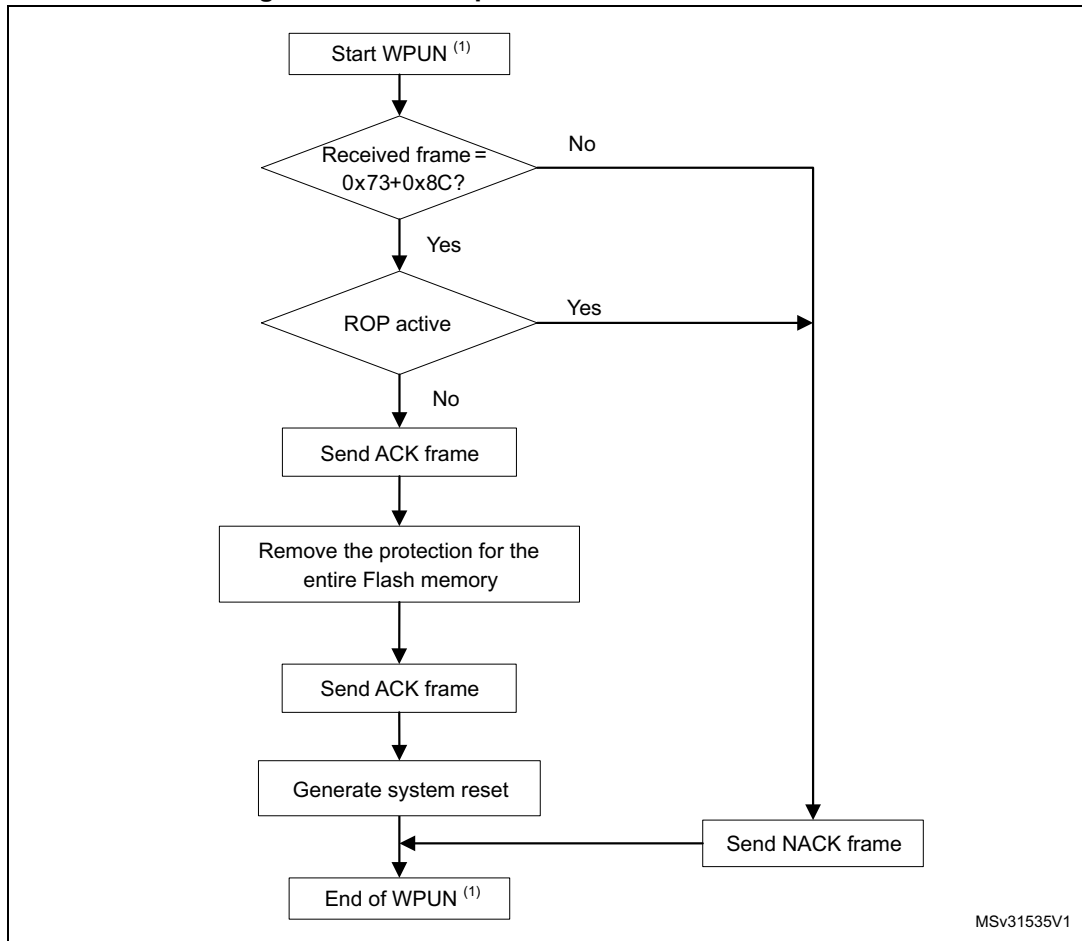 Start WPUN (1)
No
Received frame =
0x73+0x8C?
Yes
Yes
ROP active
No
Send ACK frame
Remove the protection for the
entire Flash memory
Send ACK frame
Generate system reset
Send NACK frame
End of WPUN (1)
MSv31535V1